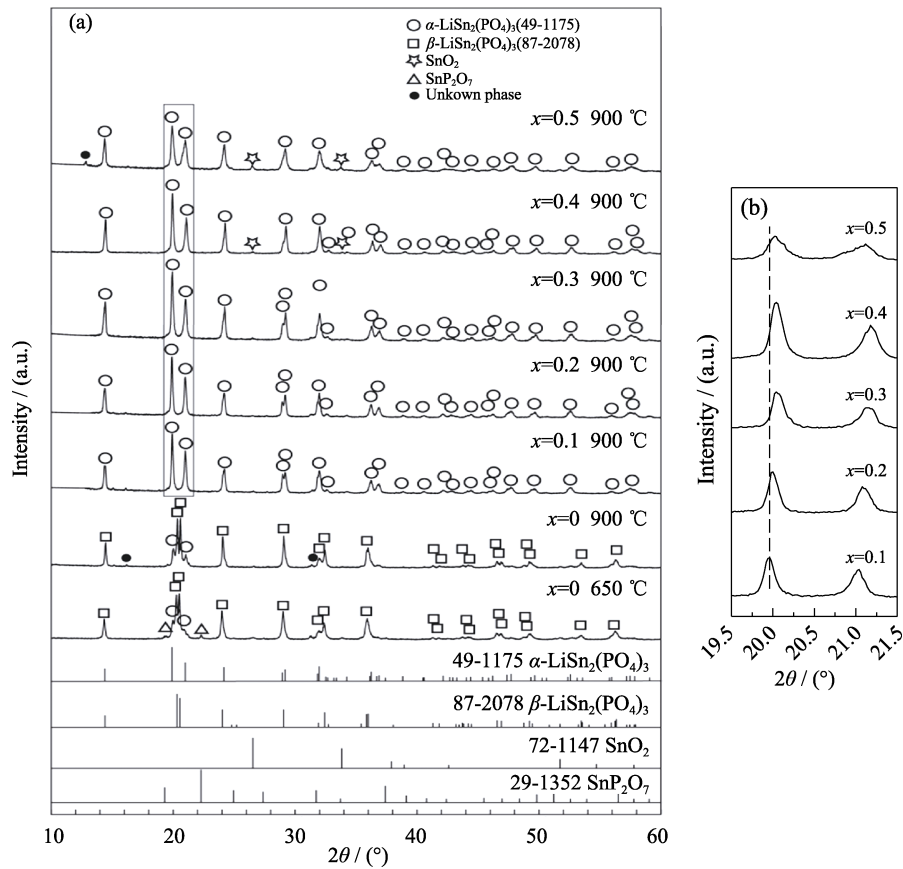 (a)
α-LiSn2(PO4)3(49-1175)
β-LiSn2(PO4)3(87-2078)
SnO2
SnP2O7
Unkown phase
x=0.5 900 ℃
x=0.4 900 ℃
x=0.3 900 ℃
x=0.2 900 ℃
x=0.1 900 ℃
x=0 900 ℃
x=0 650 ℃
49-1175 α-LiSn2(PO4)3
87-2078 β-LiSn2(PO4)3
72-1147 SnO2
29-1352 SnP2O7
Intensity / (a.u.)
10 20 30 40 50 60
2θ / (°)
(b)
x=0.5
x=0.4
x=0.3
x=0.2
x=0.1
Intensity / (a.u.)
19.5 20.0 20.5 21.0 21.5
2θ / (°)